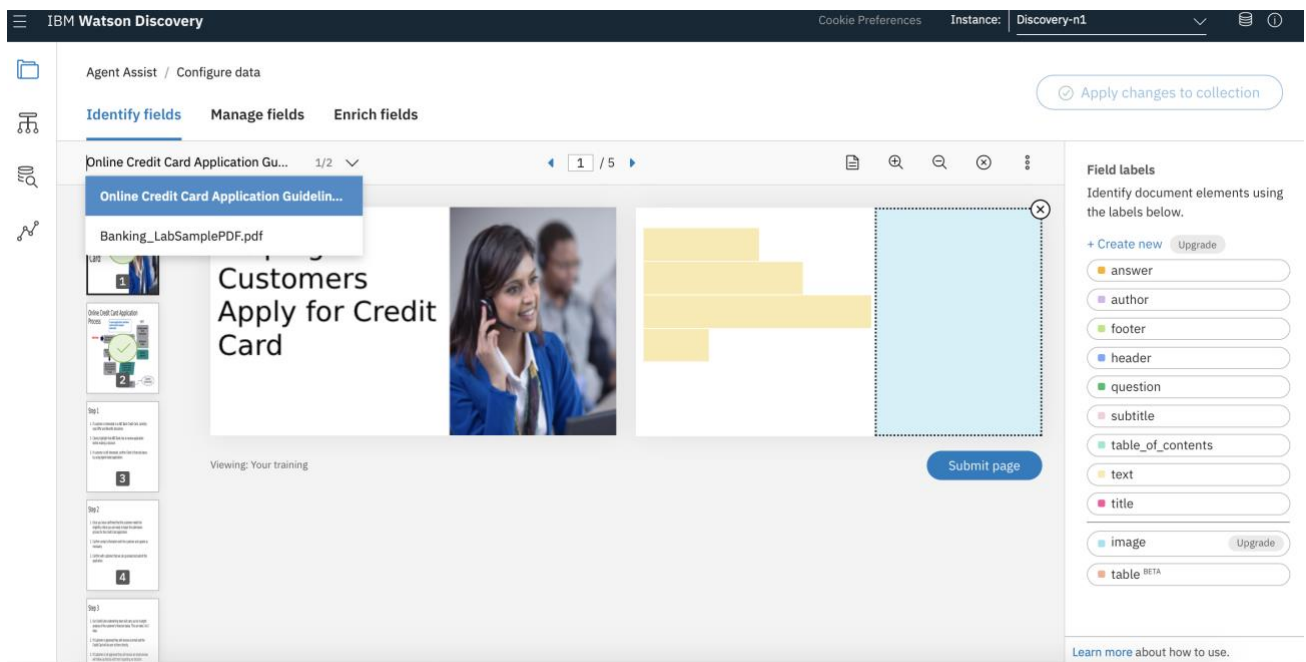 IBM Watson Discovery
Cookie Preferences
Instance:
Discovery-n1
Agent Assist / Configure data
Apply changes to collection
Identify fields
Manage fields
Enrich fields
Online Credit Card Application Gu... 1/2
1 / 5
Online Credit Card Application Guidelin...
Banking_LabSamplePDF.pdf
Card
1
Online Credit Card Application
Process
2
Step 1
3
Step 2
4
Step 3
Customers
Apply for Credit
Card
Viewing: Your training
Submit page
Field labels
Identify document elements using
the labels below.
+ Create new Upgrade
answer
author
footer
header
question
subtitle
table_of_contents
text
title
image Upgrade
table BETA
Learn more about how to use.